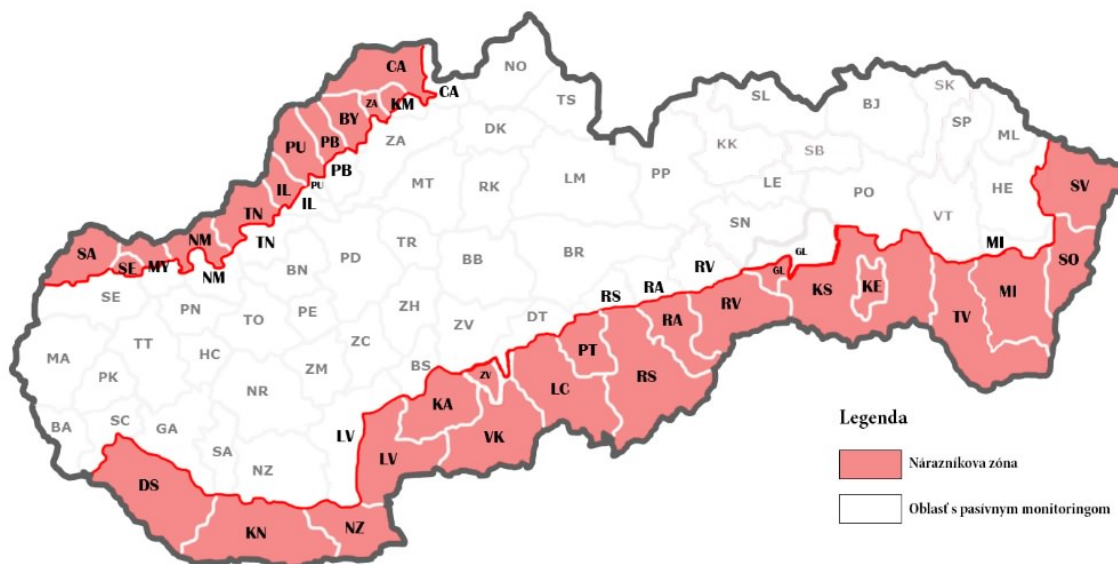 CA
NO
CA
SK
SL
BJ
TS
ZA
KM
BY
DK
SP
ML
PU
PB
ZA
KK
SB
PB
PU
MT
RK
LM
PP
LE
PO
HE
SV
IL
IL
TN
TN
SN
VT
NM
NM
SA
SE
MY
TR
BB
BR
RV
GL
MI
SO
BN
PD
GL
SE
PN
TO
PE
ZH
RS
RA
RV
KS
KE
MI
TV
MA
TT
HC
ZM
ZC
ZV
DT
RA
PT
RS
PK
NR
BS
ZV
KA
LC
BA
SC
GA
LV
VK
SA
NZ
LV
DS
KN
NZ
Legenda
Nárazníkova zóna
Oblasť s pasívnym monitoringom